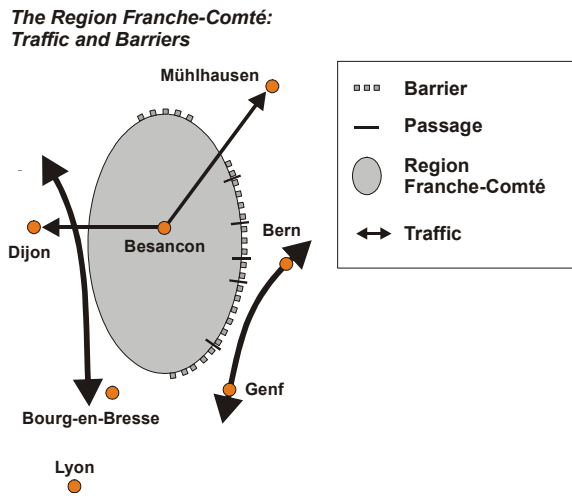 The Region Franche-Comté:
Traffic and Barriers
Mühlhausen
Dijon
Besancon
Bern
Genf
Bourg-en-Bresse
Lyon
Barrier
Passage
Region
Franche-Comté
Traffic